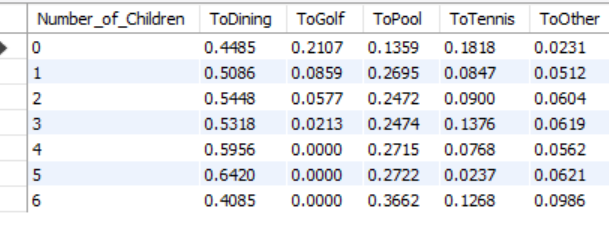 Number_of_Children ToDining ToGolf ToPool ToTennis ToOther
0 0.4485 0.2107 0.1359 0.1818 0.0231
1 0.5086 0.0859 0.2695 0.0847 0.0512
2 0.5448 0.0577 0.2472 0.0900 0.0604
3 0.5318 0.0213 0.2474 0.1376 0.0619
4 0.5956 0.0000 0.2715 0.0768 0.0562
5 0.6420 0.0000 0.2722 0.0237 0.0621
6 0.4085 0.0000 0.3662 0.1268 0.0986